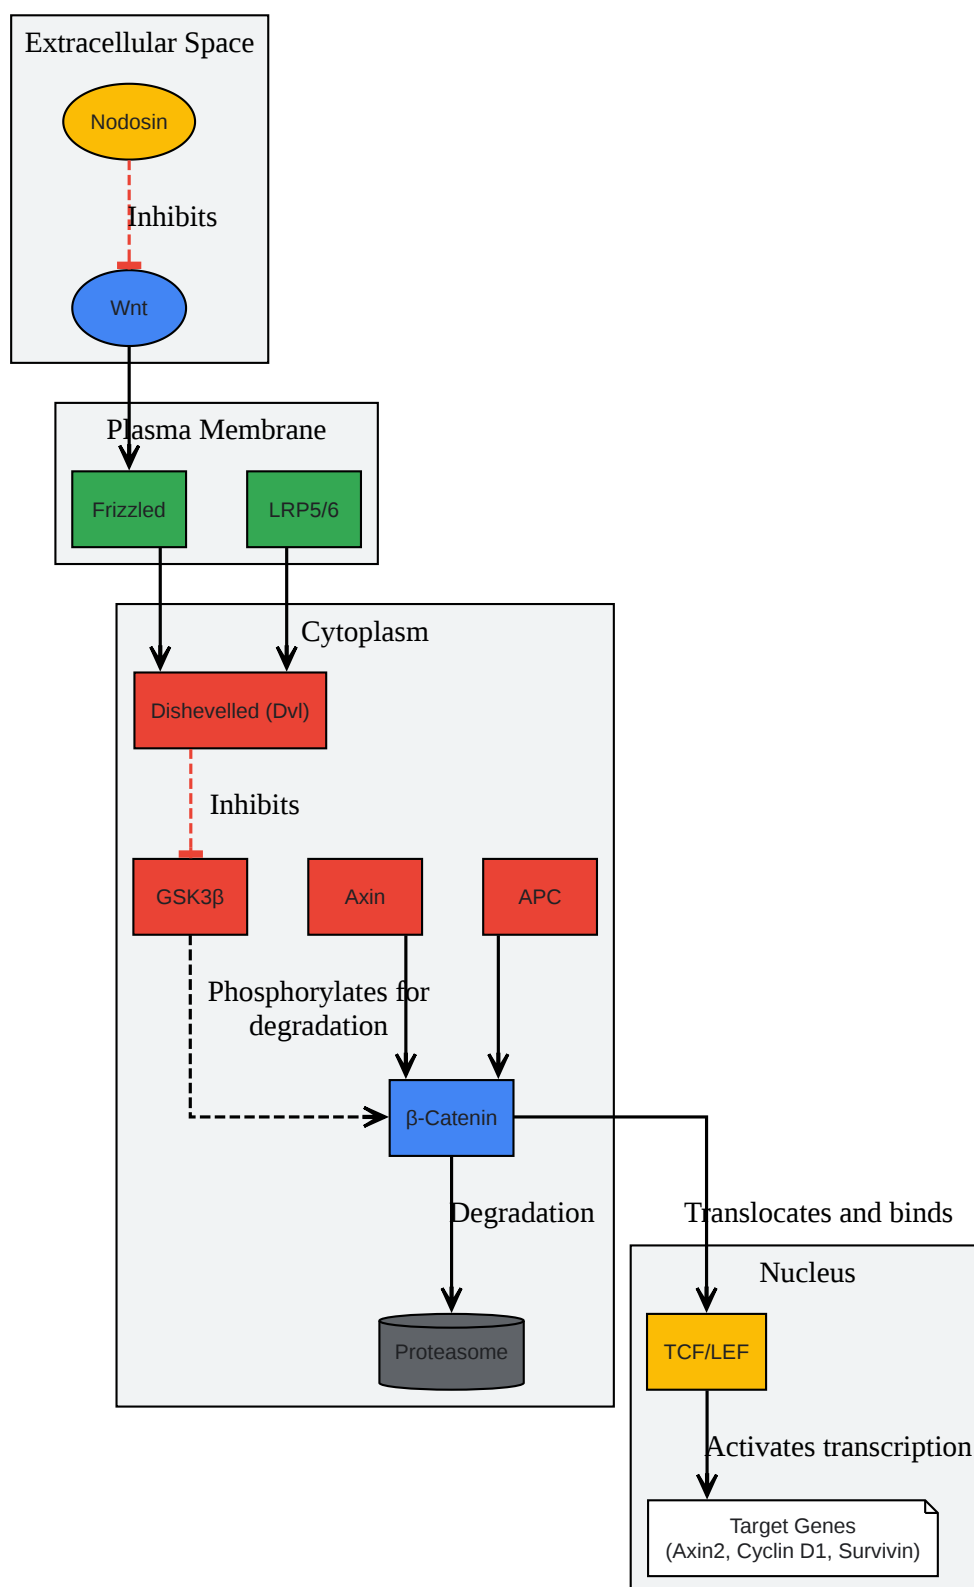 Extracellular Space
Nodosin
Inhibits
Wnt
Plasma Membrane
Frizzled
LRP5/6
Cytoplasm
Dishevelled (Dvl)
Inhibits
GSK3β
Axin
APC
Phosphorylates for
degradation
β-Catenin
Degradation
Translocates and binds
Nucleus
Proteasome
TCF/LEF
Activates transcription
Target Genes
(Axin2, Cyclin D1, Survivin)